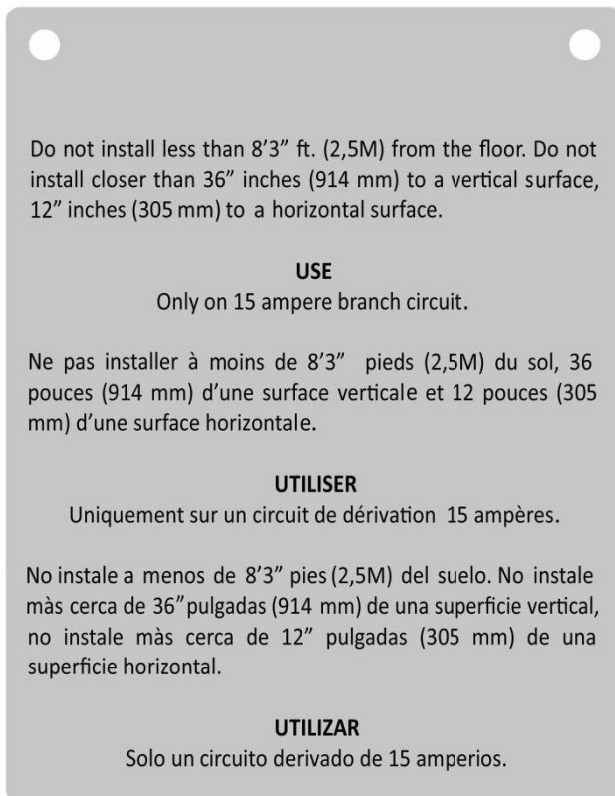 Do not install less than 8’3” ft. (2,5M) from the floor. Do not
install closer than 36” inches (914 mm) to a vertical surface,
12” inches (305 mm) to a horizontal surface.
USE
Only on 15 ampere branch circuit.
Ne pas installer à moins de 8’3” pieds (2,5M) du sol, 36
pouces (914 mm) d’une surface verticale et 12 pouces (305
mm) d’une surface horizontale.
UTILISER
Uniquement sur un circuit de dérivation 15 ampères.
No instale a menos de 8’3” pies (2,5M) del suelo. No instale
màs cerca de 36” pulgadas (914 mm) de una superficie vertical,
no instale màs cerca de 12” pulgadas (305 mm) de una
superficie horizontal.
UTILIZAR
Solo un circuito derivado de 15 amperios.